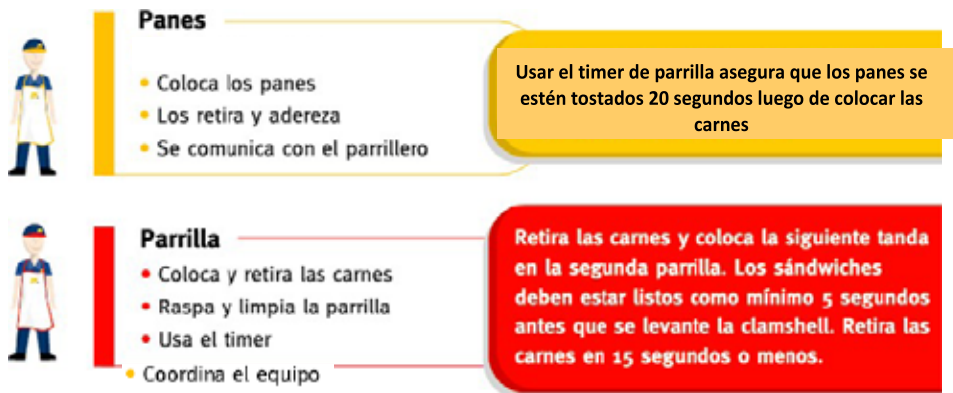 Panes
• Coloca los panes
• Los retira y adereza
• Se comunica con el parrillero
Usar el timer de parrilla asegura que los panes se
estén tostados 20 segundos luego de colocar las
carnes
Parrilla
• Coloca y retira las carnes
• Raspa y limpia la parrilla
• Usa el timer
• Coordina el equipo
Retira las carnes y coloca la siguiente tanda
en la segunda parrilla. Los sándwiches
deben estar listos como mínimo 5 segundos
antes que se levante la clamshell. Retira las
carnes en 15 segundos o menos.